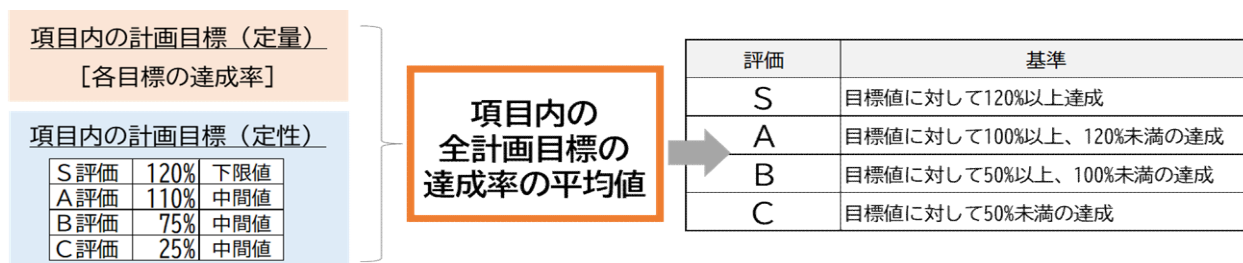 項目内の計画目標（定量）
[各目標の達成率]
項目内の計画目標（定性）
S評価 120% 下限値
A評価 110% 中間値
B評価 75% 中間値
C評価 25% 中間値
項目内の
全計画目標の
達成率の平均値
評価 基準
S 目標値に対して120%以上達成
A 目標値に対して100%以上、120%未満の達成
B 目標値に対して50%以上、100%未満の達成
C 目標値に対して50%未満の達成